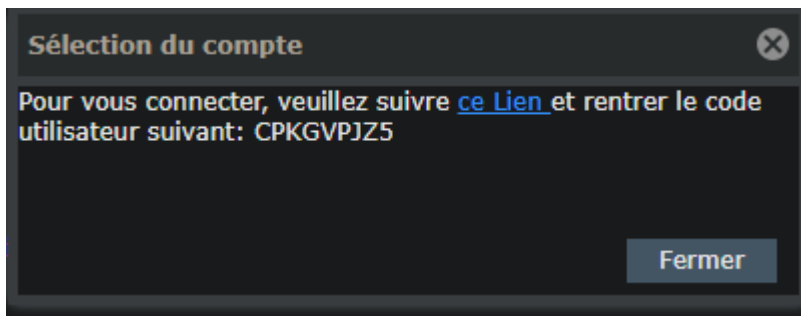 Sélection du compte
Pour vous connecter, veuillez suivre ce Lien et rentrer le code
utilisateur suivant: CPKGVPJZ5
Fermer